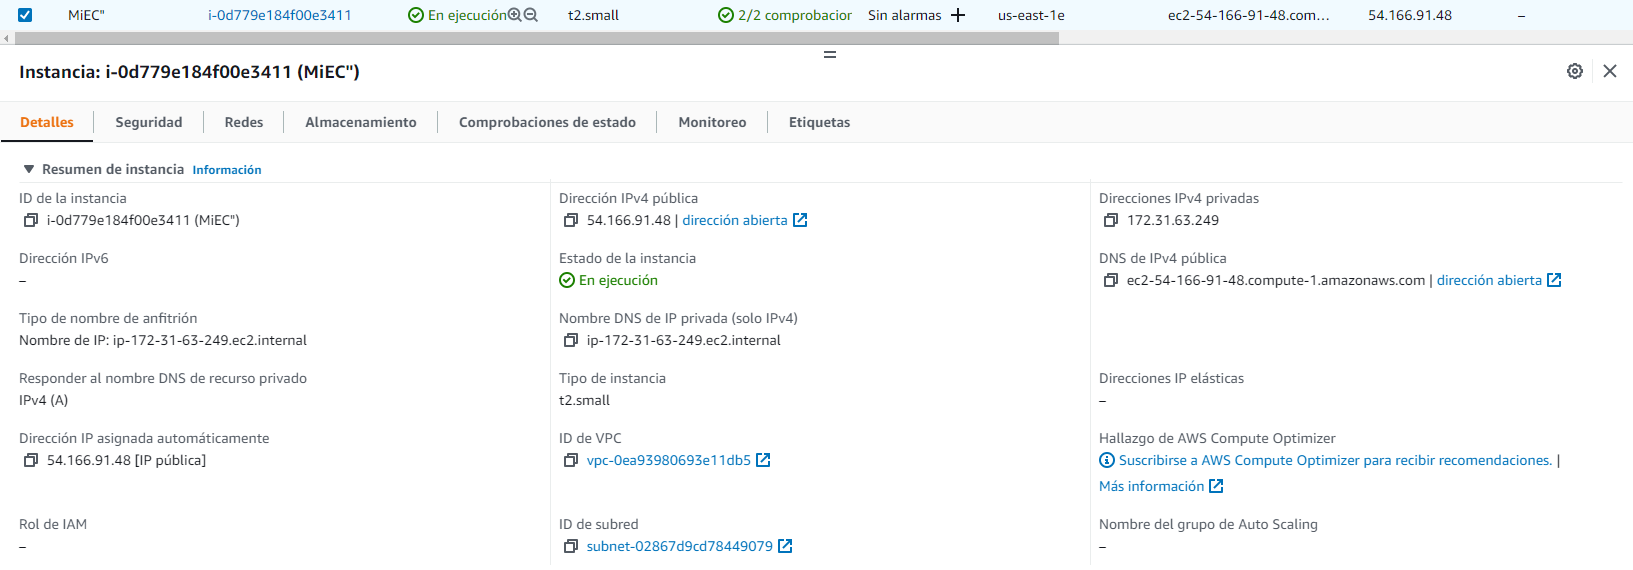 MiEC" i-0d779e184f00e3411 En ejecución t2.small 2/2 comprobacior Sin alarmas + us-east-1e ec2-54-166-91-48.com... 54.166.91.48 –
Instancia: i-0d779e184f00e3411 (MiEC")
Detalles Seguridad Redes Almacenamiento Comprobaciones de estado Monitoreo Etiquetas
Resumen de instancia Información
ID de la instancia Dirección IPv4 pública Direcciones IPv4 privadas
i-0d779e184f00e3411 (MiEC") 54.166.91.48 | dirección abierta 172.31.63.249
Dirección IPv6 Estado de la instancia DNS de IPv4 pública
– En ejecución ec2-54-166-91-48.compute-1.amazonaws.com | dirección abierta
Tipo de nombre de anfitrión Nombre DNS de IP privada (solo IPv4)
Nombre de IP: ip-172-31-63-249.ec2.internal ip-172-31-63-249.ec2.internal
Responder al nombre DNS de recurso privado Tipo de instancia Direcciones IP elásticas
IPv4 (A) t2.small –
Dirección IP asignada automáticamente ID de VPC Hallazgo de AWS Compute Optimizer
54.166.91.48 [IP pública] vpc-0ea93980693e11db5 Suscribirse a AWS Compute Optimizer para recibir recomendaciones. |
Más información
Rol de IAM ID de subred Nombre del grupo de Auto Scaling
– subnet-02867d9cd78449079 –